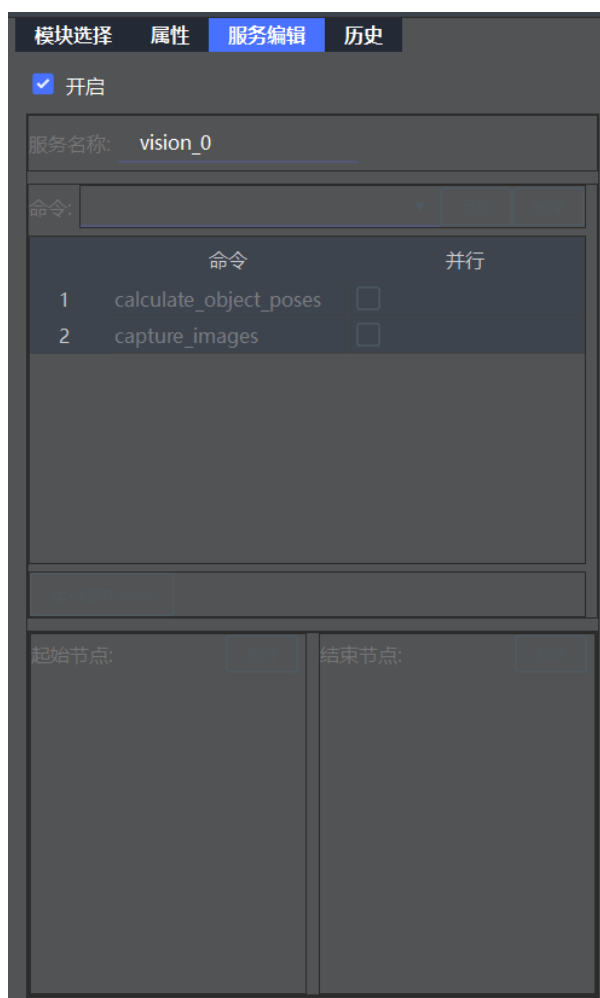 模块选择 属性 服务编辑 历史
开启
服务名称: vision_0
命令:
命令 并行
1 calculate_object_poses
2 capture_images
起始节点: 结束节点: